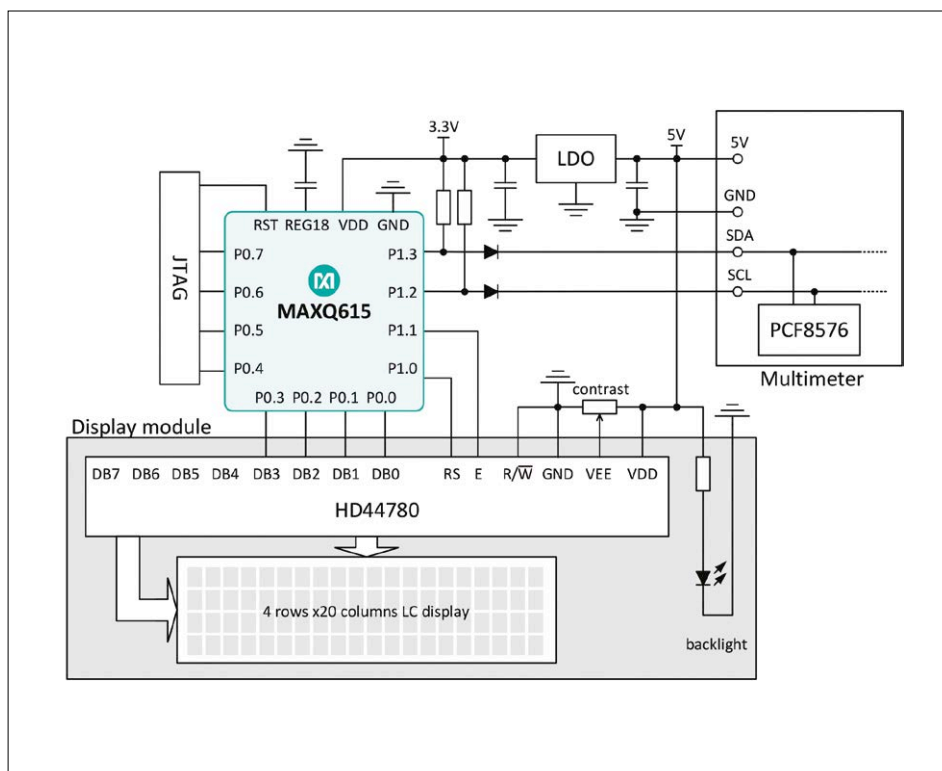 3.3V
5V
LDO
5V
GND
SDA
SCL
PCF8576
Multimeter
JTAG
RST REG18 VDD GND
P0.7
P0.6
P0.5
P0.4
P1.3
P1.2
P1.1
P1.0
MAXQ615
P0.3 P0.2 P0.1 P0.0
contrast
Display module
DB7 DB6 DB5 DB4 DB3 DB2 DB1 DB0 RS E R/W GND VEE VDD
HD44780
4 rows x20 columns LC display
backlight